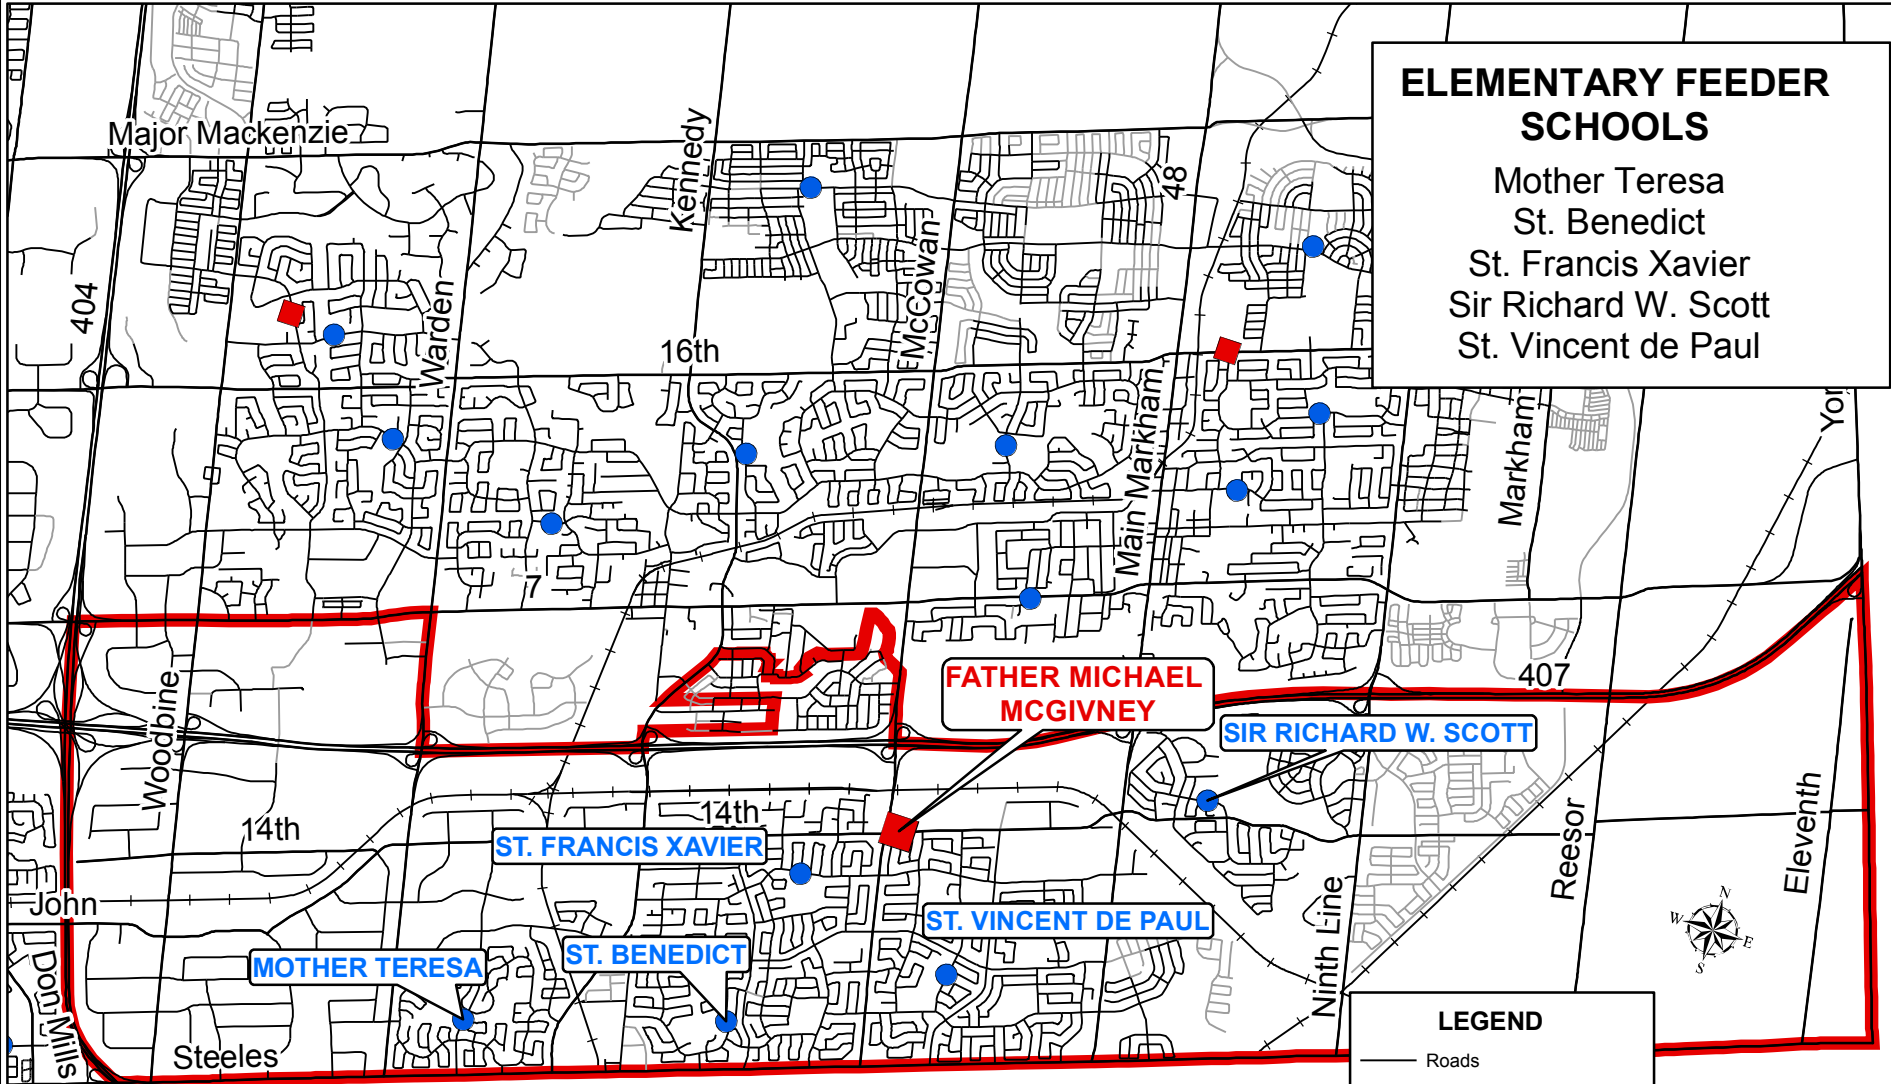 ELEMENTARY FEEDER
SCHOOLS
Mother Teresa
St. Benedict
St. Francis Xavier
Sir Richard W. Scott
St. Vincent de Paul
Major Mackenzie
Kennedy
48
404
Warden
McCowan
16th
Main Markham
Markham
7
Woodbine
FATHER MICHAEL
MCGIVNEY
407
SIR RICHARD W. SCOTT
14th
14th
ST. FRANCIS XAVIER
Reesor
Eleventh
John
ST. VINCENT DE PAUL
N
W
E
S
Don Mills
MOTHER TERESA
ST. BENEDICT
Ninth Line
Steeles
LEGEND
Roads